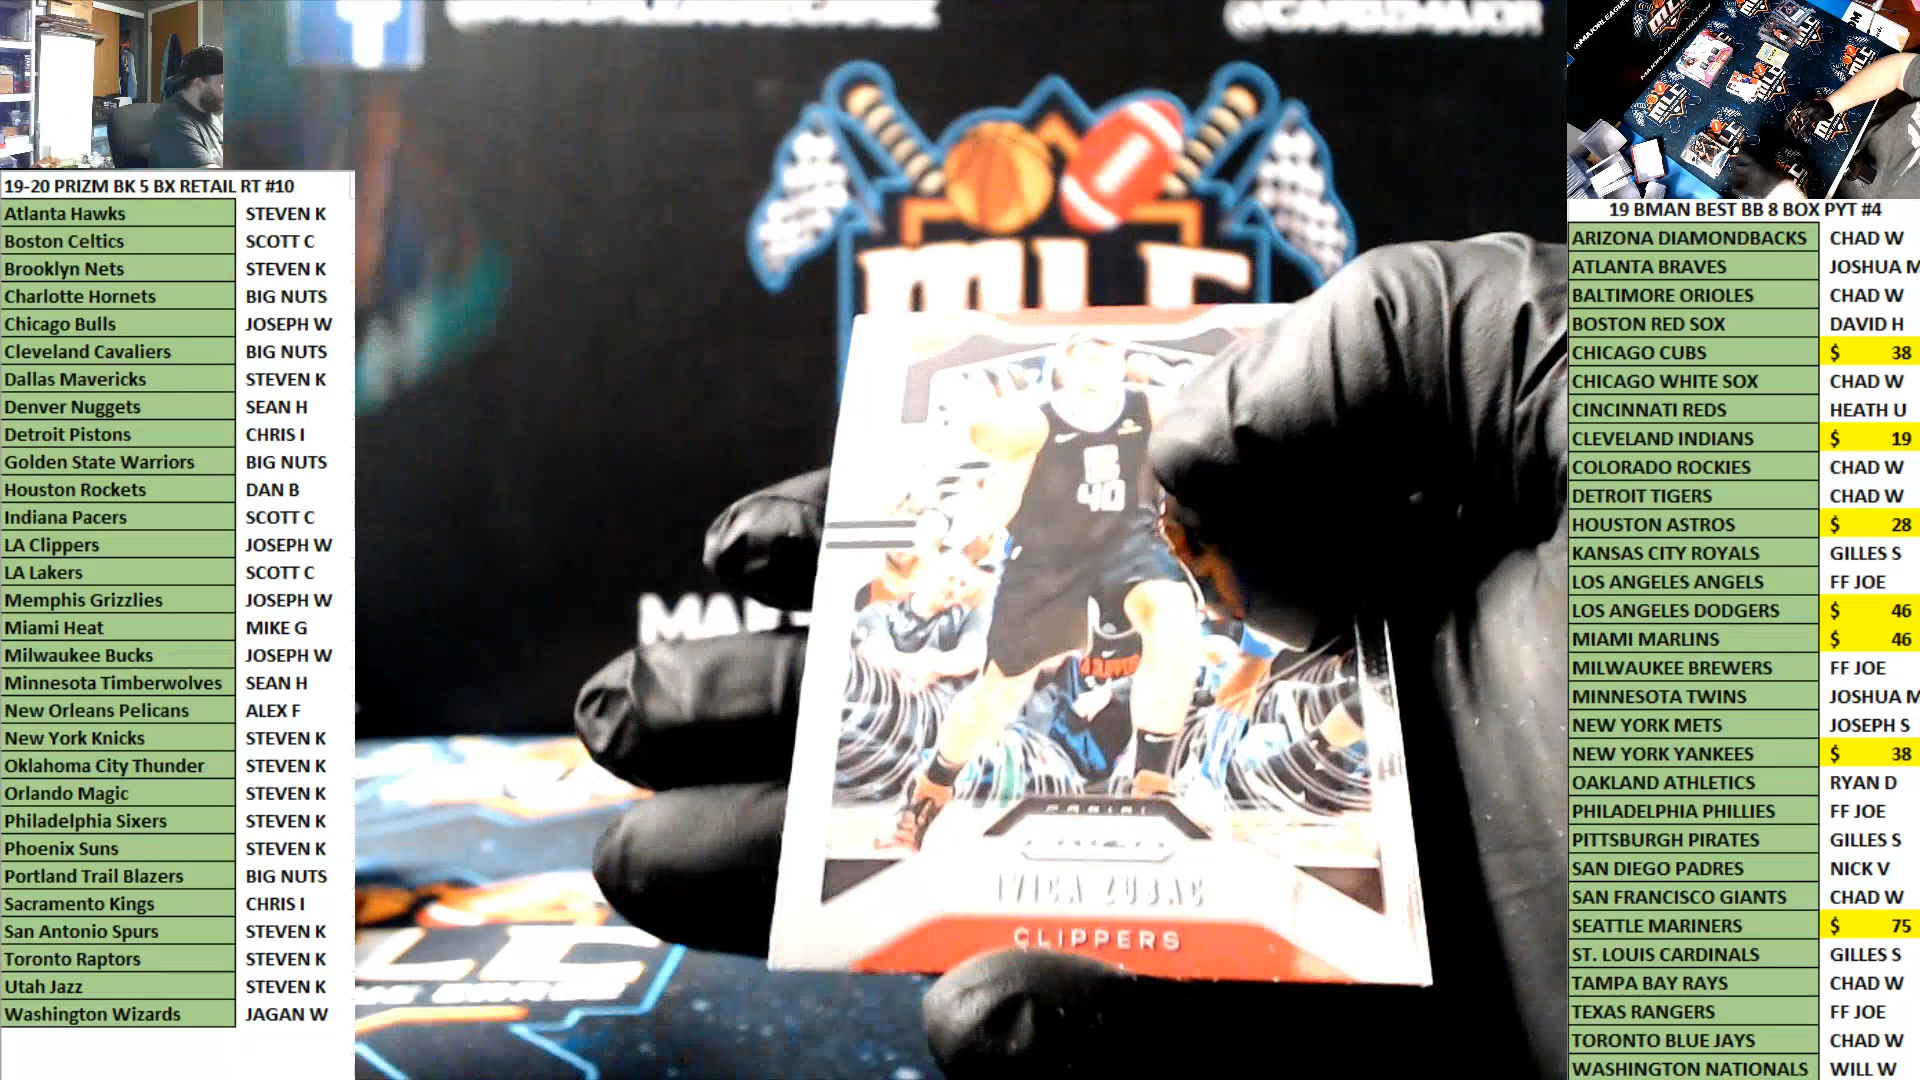 19-20 PRIZM BK 5 BX RETAIL RT #10
Atlanta Hawks STEVEN K
Boston Celtics SCOTT C
Brooklyn Nets STEVEN K
Charlotte Hornets BIG NUTS
Chicago Bulls JOSEPH W
Cleveland Cavaliers BIG NUTS
Dallas Mavericks STEVEN K
Denver Nuggets SEAN H
Detroit Pistons CHRIS I
Golden State Warriors BIG NUTS
Houston Rockets DAN B
Indiana Pacers SCOTT C
LA Clippers JOSEPH W
LA Lakers SCOTT C
Memphis Grizzlies JOSEPH W
Miami Heat MIKE G
Milwaukee Bucks JOSEPH W
Minnesota Timberwolves SEAN H
New Orleans Pelicans ALEX F
New York Knicks STEVEN K
Oklahoma City Thunder STEVEN K
Orlando Magic STEVEN K
Philadelphia Sixers STEVEN K
Phoenix Suns STEVEN K
Portland Trail Blazers BIG NUTS
Sacramento Kings CHRIS I
San Antonio Spurs STEVEN K
Toronto Raptors STEVEN K
Utah Jazz STEVEN K
Washington Wizards JAGAN W
MLC
40
PANINI
IVICA ZUBAC
CLIPPERS
19 BMAN BEST BB 8 BOX PYT #4
ARIZONA DIAMONDBACKS CHAD W
ATLANTA BRAVES JOSHUA M
BALTIMORE ORIOLES CHAD W
BOSTON RED SOX DAVID H
CHICAGO CUBS $ 38
CHICAGO WHITE SOX CHAD W
CINCINNATI REDS HEATH U
CLEVELAND INDIANS $ 19
COLORADO ROCKIES CHAD W
DETROIT TIGERS CHAD W
HOUSTON ASTROS $ 28
KANSAS CITY ROYALS GILLES S
LOS ANGELES ANGELS FF JOE
LOS ANGELES DODGERS $ 46
MIAMI MARLINS $ 46
MILWAUKEE BREWERS FF JOE
MINNESOTA TWINS JOSHUA M
NEW YORK METS JOSEPH S
NEW YORK YANKEES $ 38
OAKLAND ATHLETICS RYAN D
PHILADELPHIA PHILLIES FF JOE
PITTSBURGH PIRATES GILLES S
SAN DIEGO PADRES NICK V
SAN FRANCISCO GIANTS CHAD W
SEATTLE MARINERS $ 75
ST. LOUIS CARDINALS GILLES S
TAMPA BAY RAYS CHAD W
TEXAS RANGERS FF JOE
TORONTO BLUE JAYS CHAD W
WASHINGTON NATIONALS WILL W